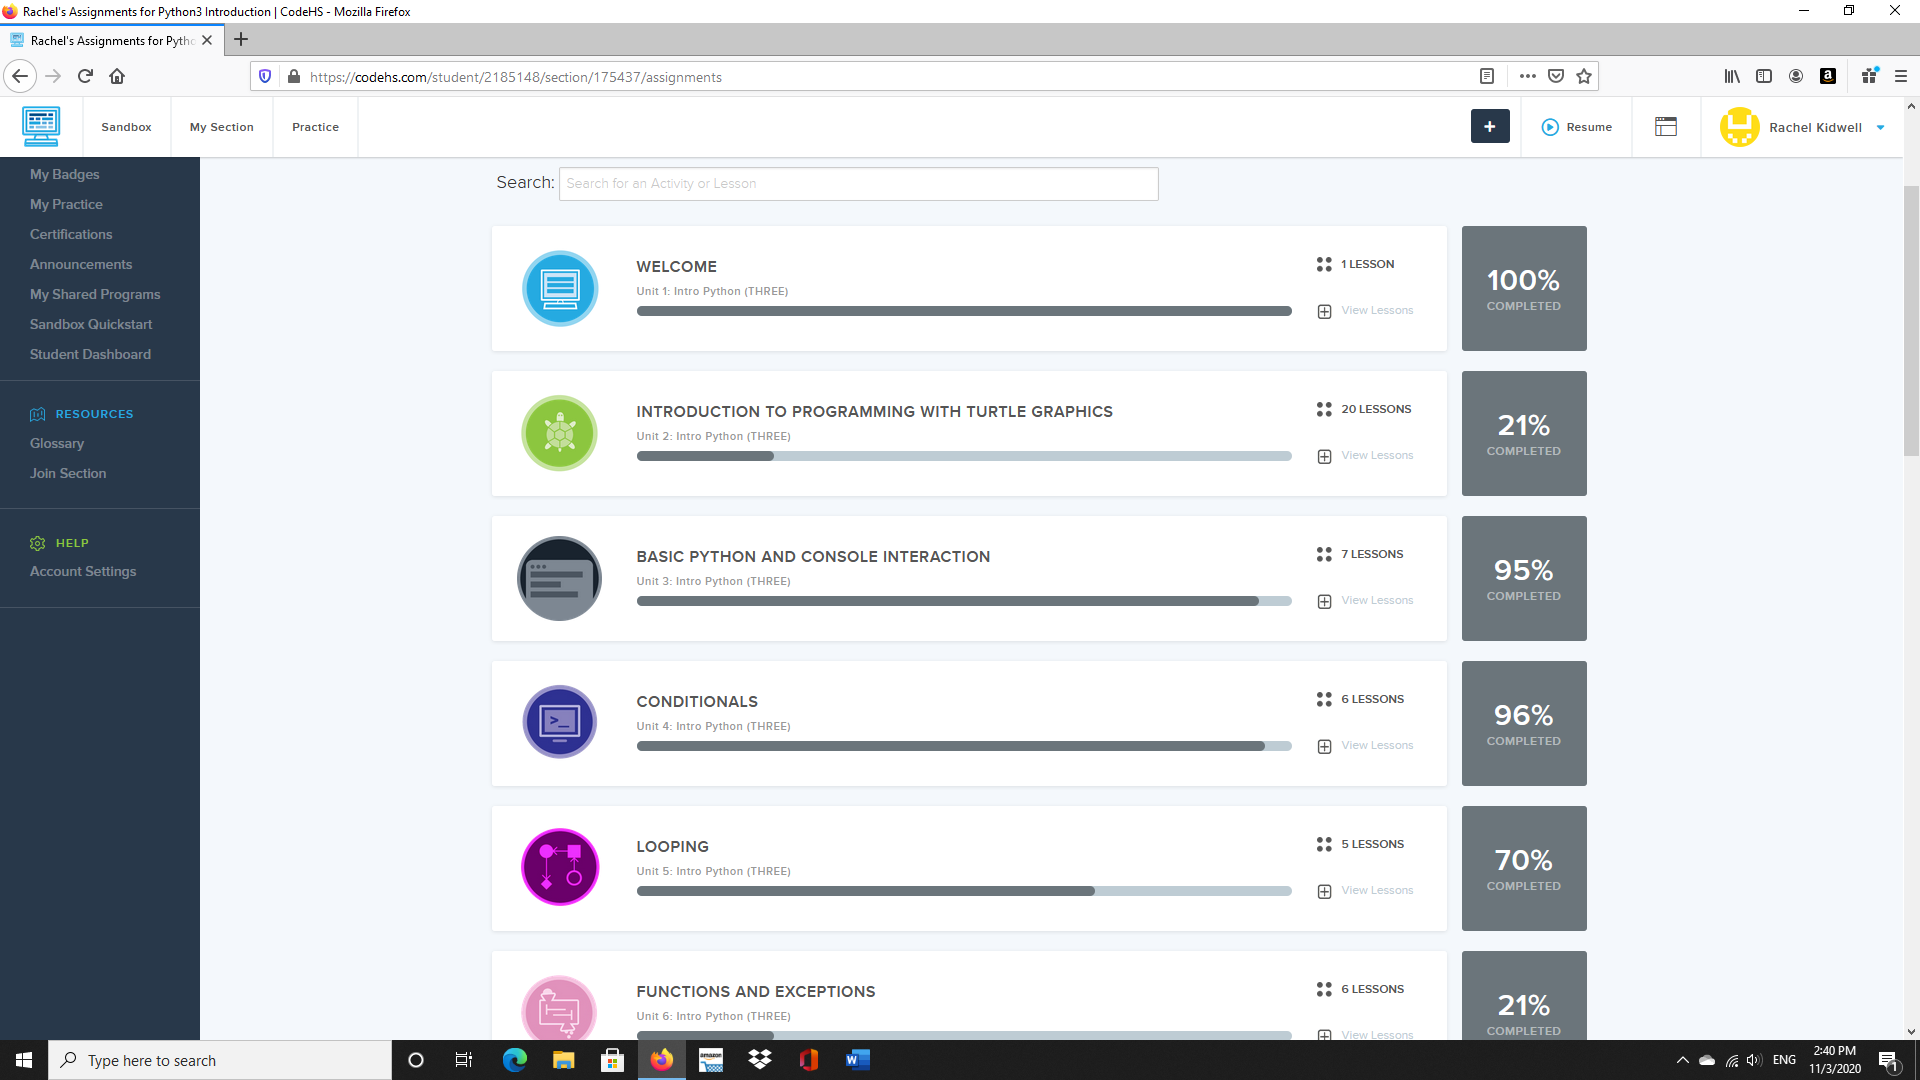 Rachel's Assignments for Python3 Introduction | CodeHS - Mozilla Firefox
Rachel's Assignments for Pytho
https://codehs.com/student/2185148/section/175437/assignments
Sandbox
My Section
Practice
+
Resume
Rachel Kidwell
My Badges
My Practice
Certifications
Announcements
My Shared Programs
Sandbox Quickstart
Student Dashboard
RESOURCES
Glossary
Join Section
HELP
Account Settings
Search: Search for an Activity or Lesson
WELCOME
Unit 1: Intro Python (THREE)
1 LESSON
View Lessons
100%
COMPLETED
INTRODUCTION TO PROGRAMMING WITH TURTLE GRAPHICS
Unit 2: Intro Python (THREE)
20 LESSONS
View Lessons
21%
COMPLETED
BASIC PYTHON AND CONSOLE INTERACTION
Unit 3: Intro Python (THREE)
7 LESSONS
View Lessons
95%
COMPLETED
CONDITIONALS
Unit 4: Intro Python (THREE)
6 LESSONS
View Lessons
96%
COMPLETED
LOOPING
Unit 5: Intro Python (THREE)
5 LESSONS
View Lessons
70%
COMPLETED
FUNCTIONS AND EXCEPTIONS
Unit 6: Intro Python (THREE)
6 LESSONS
View Lessons
21%
COMPLETED
Type here to search
amazon
W
ENG
2:40 PM
11/3/2020
1